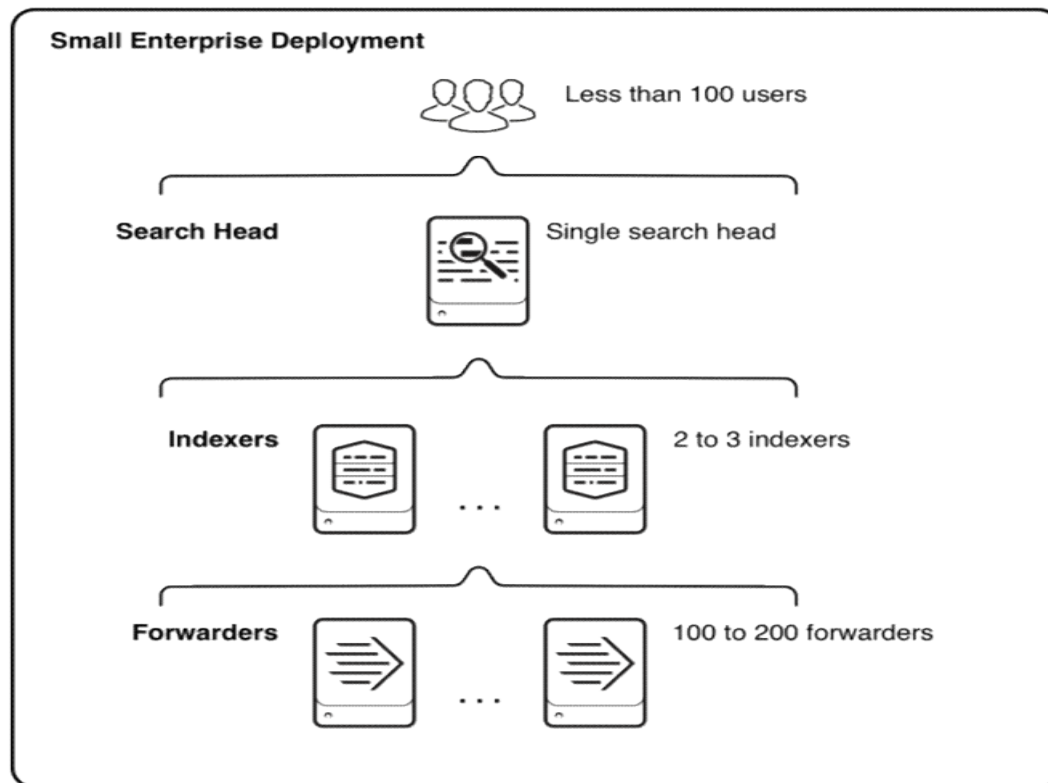 Small Enterprise Deployment
Less than 100 users
Search Head
Single search head
Indexers
2 to 3 indexers
...
Forwarders
100 to 200 forwarders
...